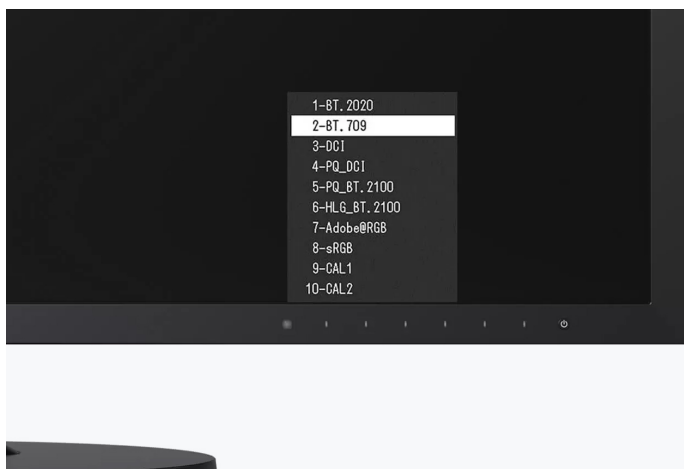 1-BT.2020
2-BT.709
3-DCI
4-PQ_DCI
5-PQ_BT.2100
6-HLG_BT.2100
7-Adobe@RGB
8-sRGB
9-CAL1
10-CAL2